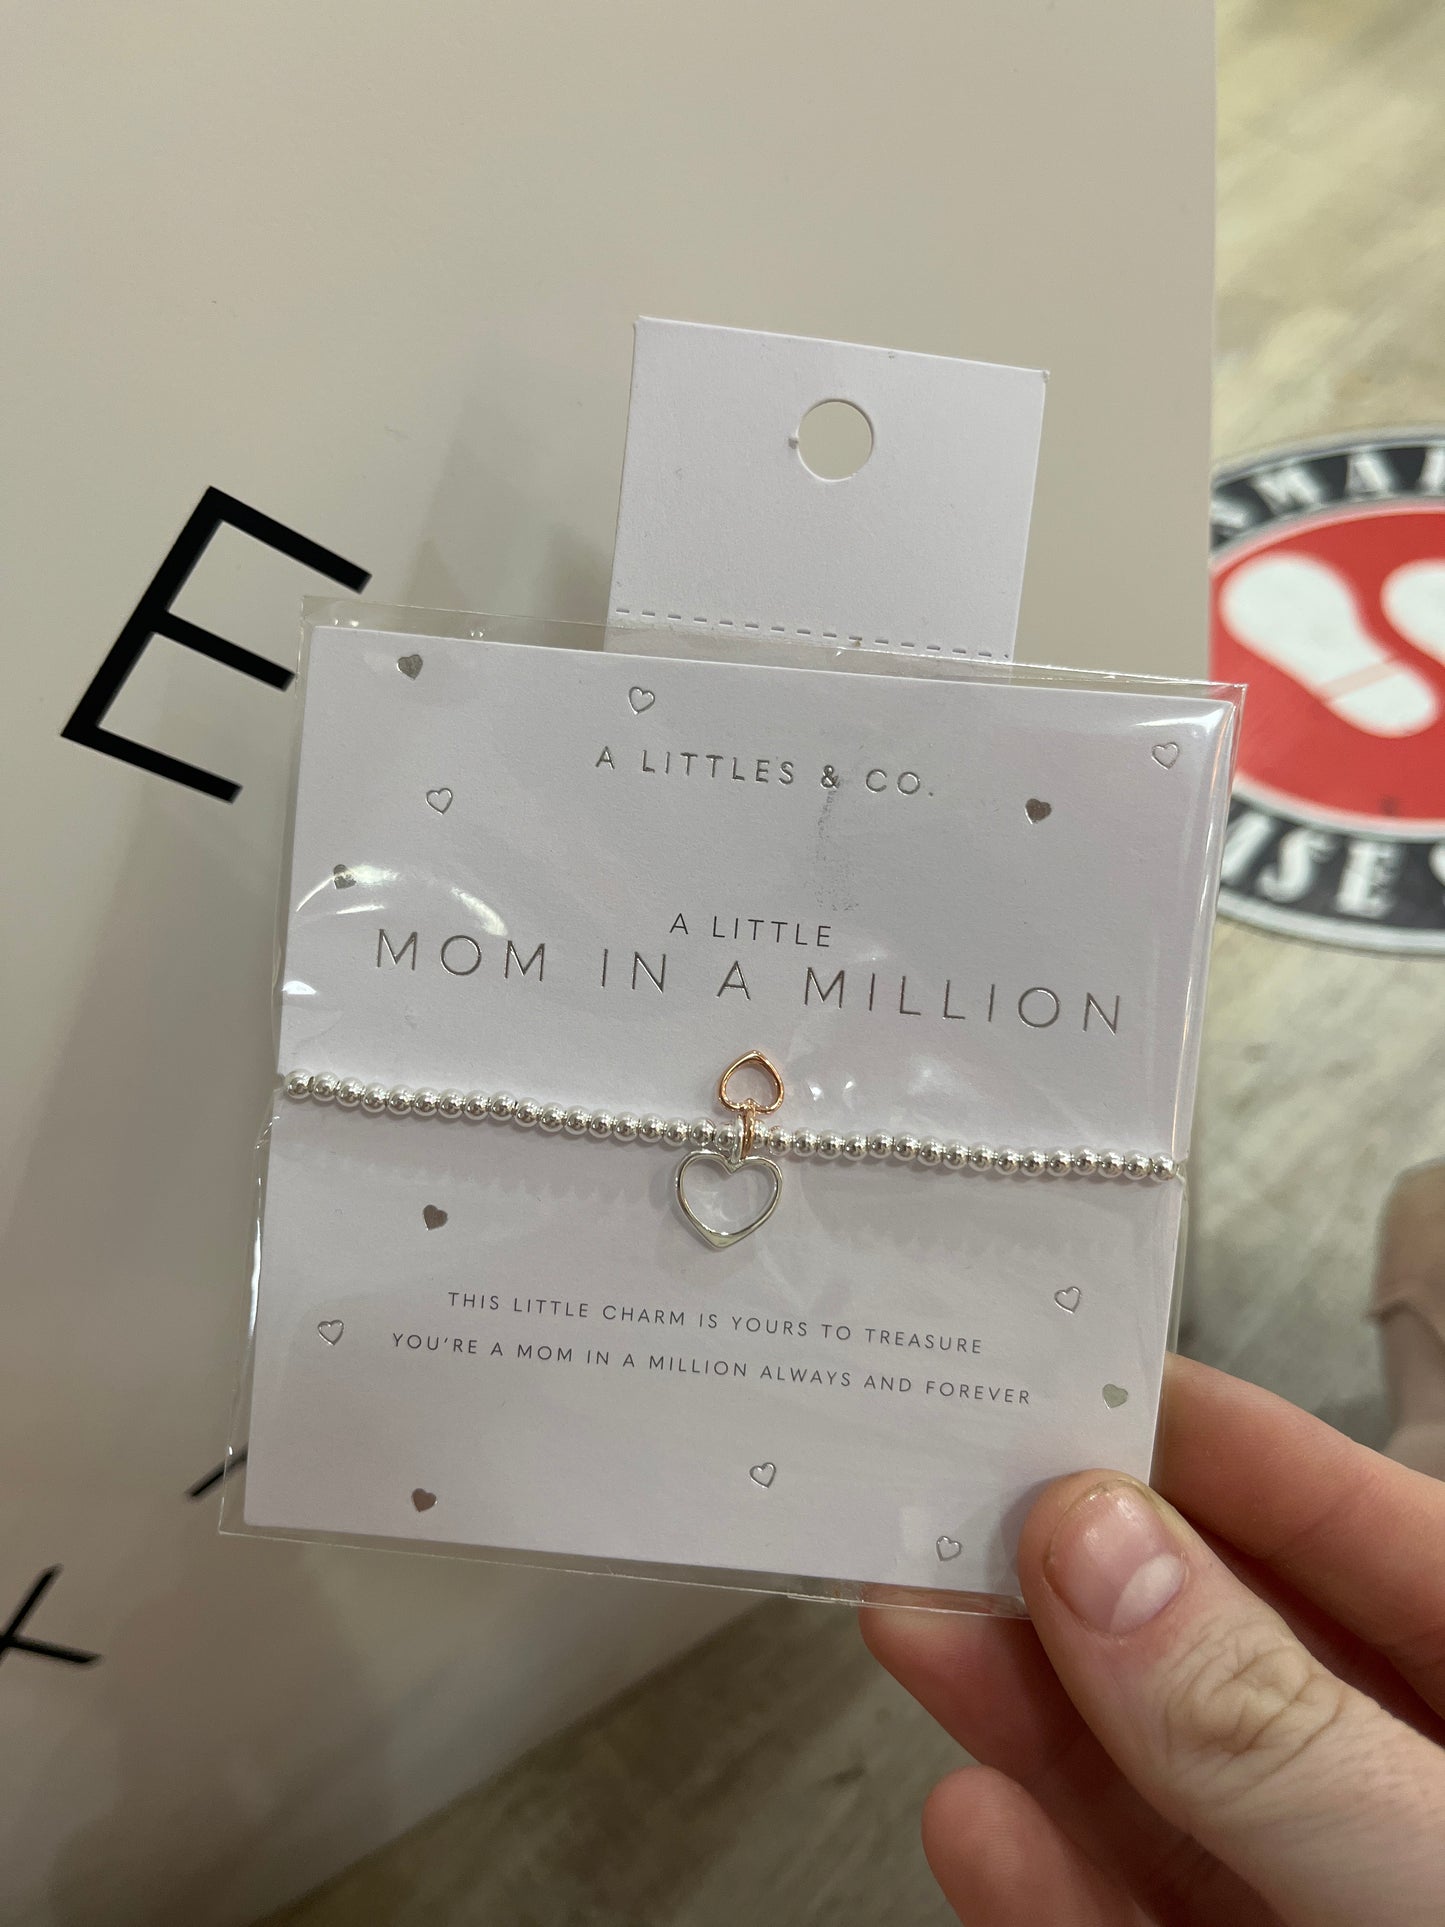 E
A LITTLES & CO.
A LITTLE
MOM IN A MILLION
THIS LITTLE CHARM IS YOURS TO TREASURE
YOU'RE A MOM IN A MILLION ALWAYS AND FOREVER